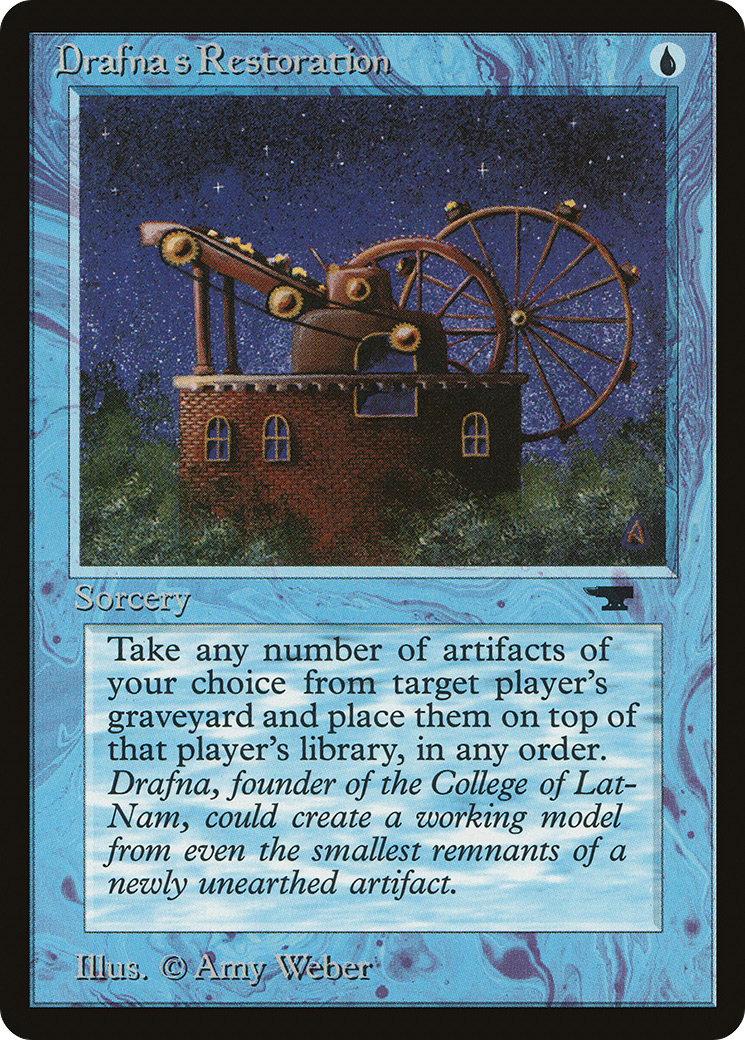 Drafna's Restoration
Sorcery
Take any number of artifacts of
your choice from target player's
graveyard and place them on top of
that player's library, in any order.
Drafna, founder of the College of Lat-
Nam, could create a working model
from even the smallest remnants of a
newly unearthed artifact.
Illus. © Amy Weber